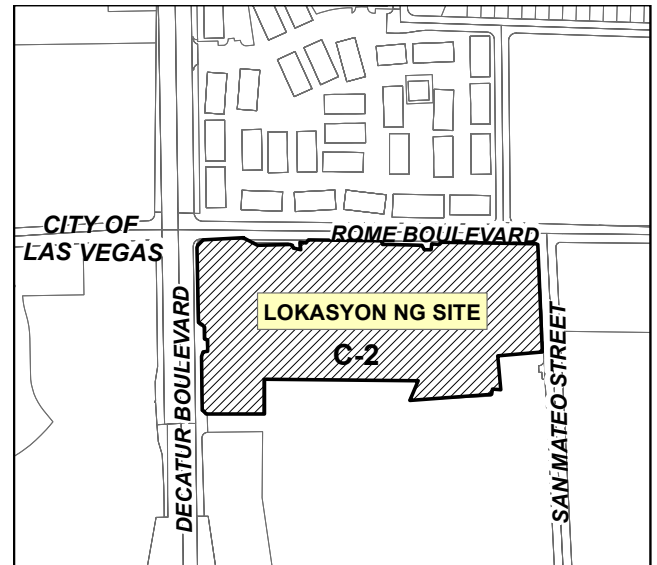 CITY OF
LAS VEGAS
ROME BOULEVARD
LOKASYON NG SITE
C-2
DECATUR BOULEVARD
SAN MATEO STREET